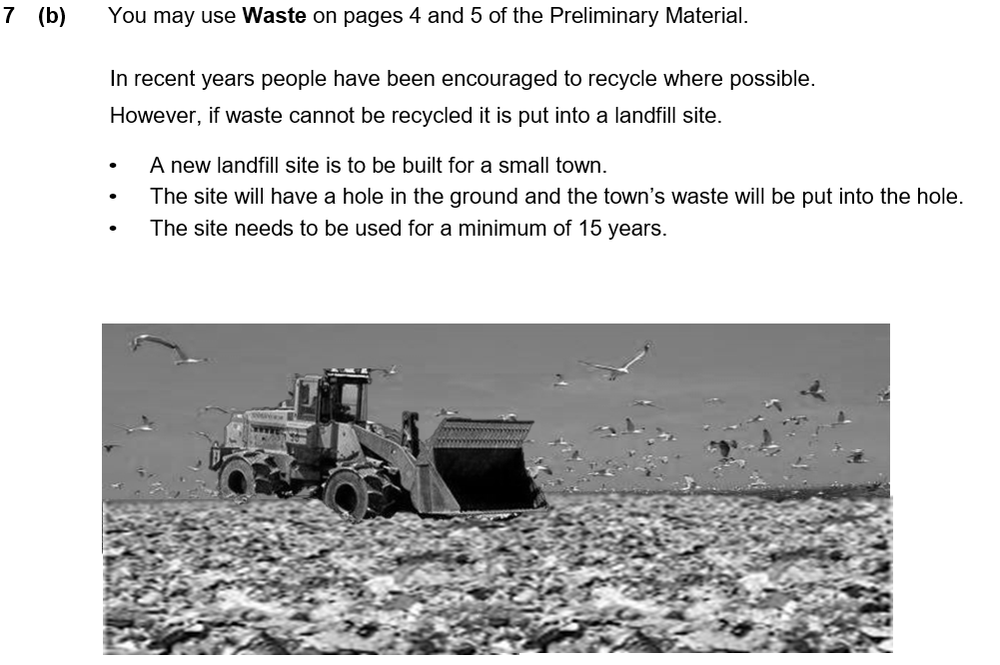 7 (b) You may use Waste on pages 4 and 5 of the Preliminary Material.
In recent years people have been encouraged to recycle where possible.
However, if waste cannot be recycled it is put into a landfill site.
• A new landfill site is to be built for a small town.
• The site will have a hole in the ground and the town’s waste will be put into the hole.
• The site needs to be used for a minimum of 15 years.